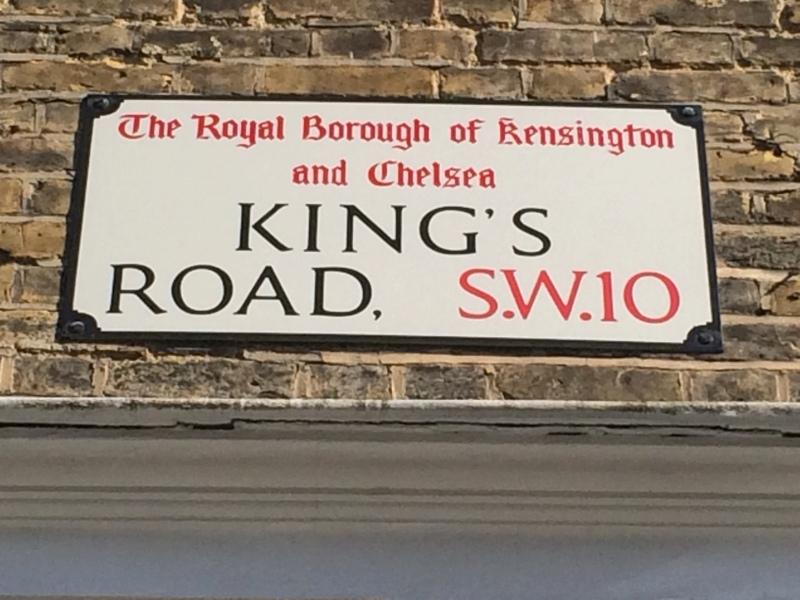 The Royal Borough of Kensington
and Chelsea
KING'S
ROAD, S.W.10